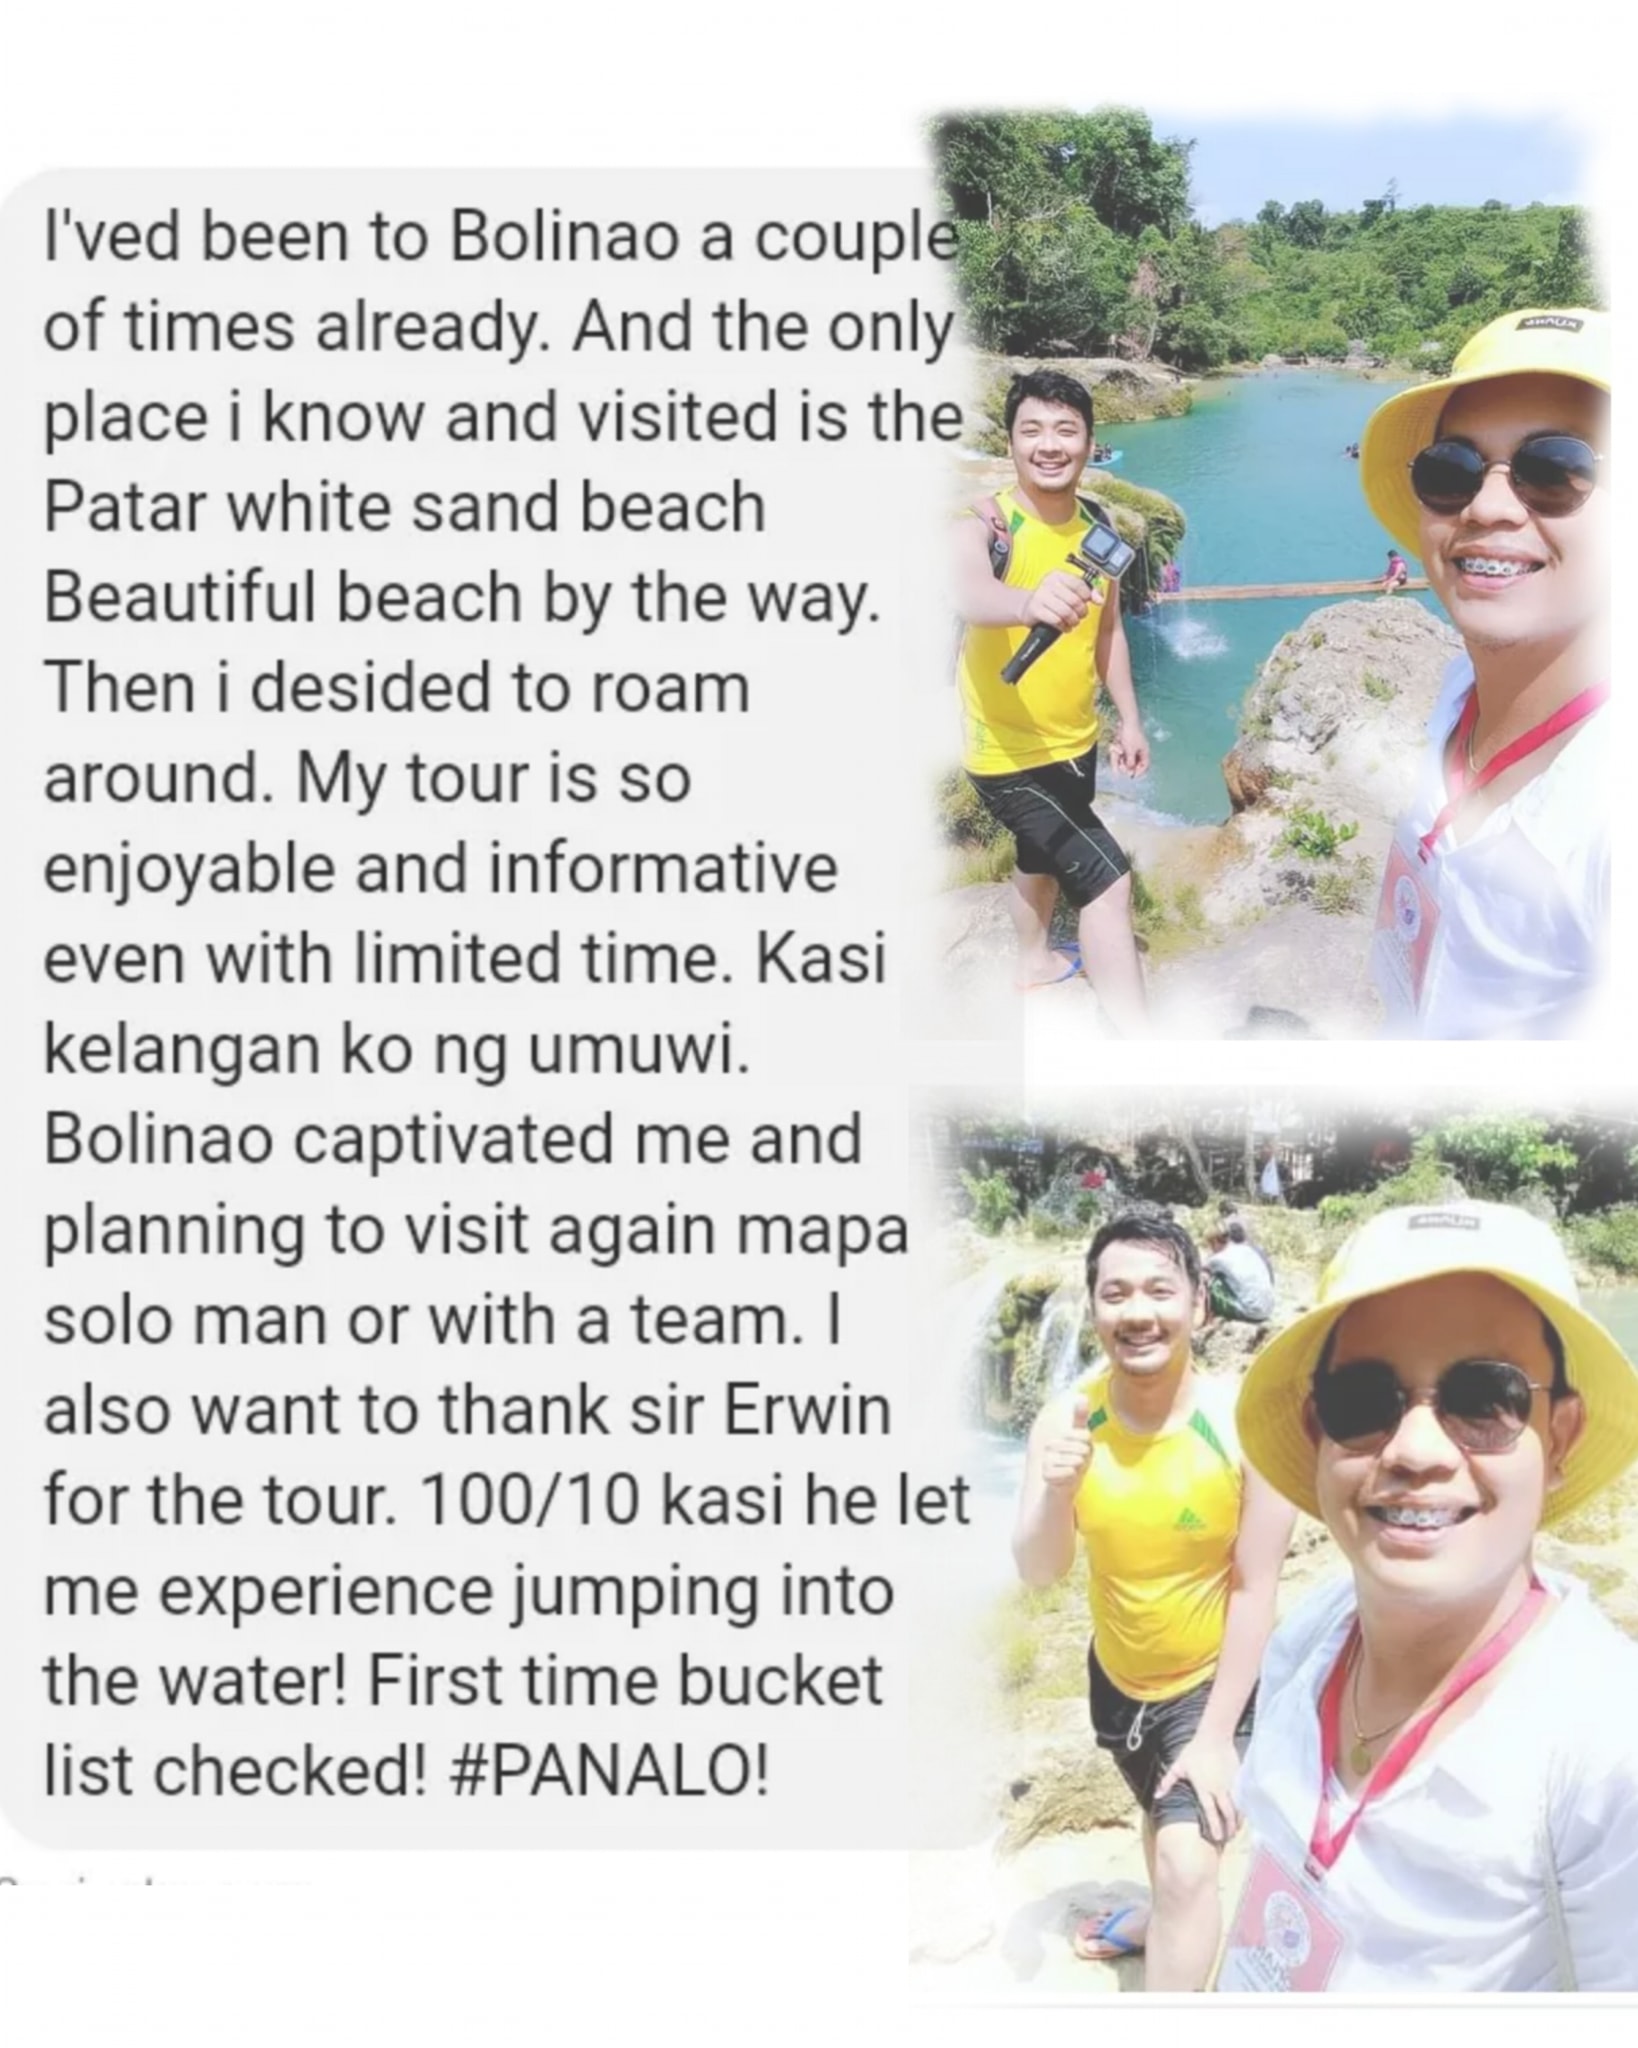 I'ved been to Bolinao a couple
of times already. And the only
place i know and visited is the
Patar white sand beach
Beautiful beach by the way.
Then i desided to roam
around. My tour is so
enjoyable and informative
even with limited time. Kasi
kelangan ko ng umuwi.
Bolinao captivated me and
planning to visit again mapa
solo man or with a team. I
also want to thank sir Erwin
for the tour. 100/10 kasi he let
me experience jumping into
the water! First time bucket
list checked! #PANALO!